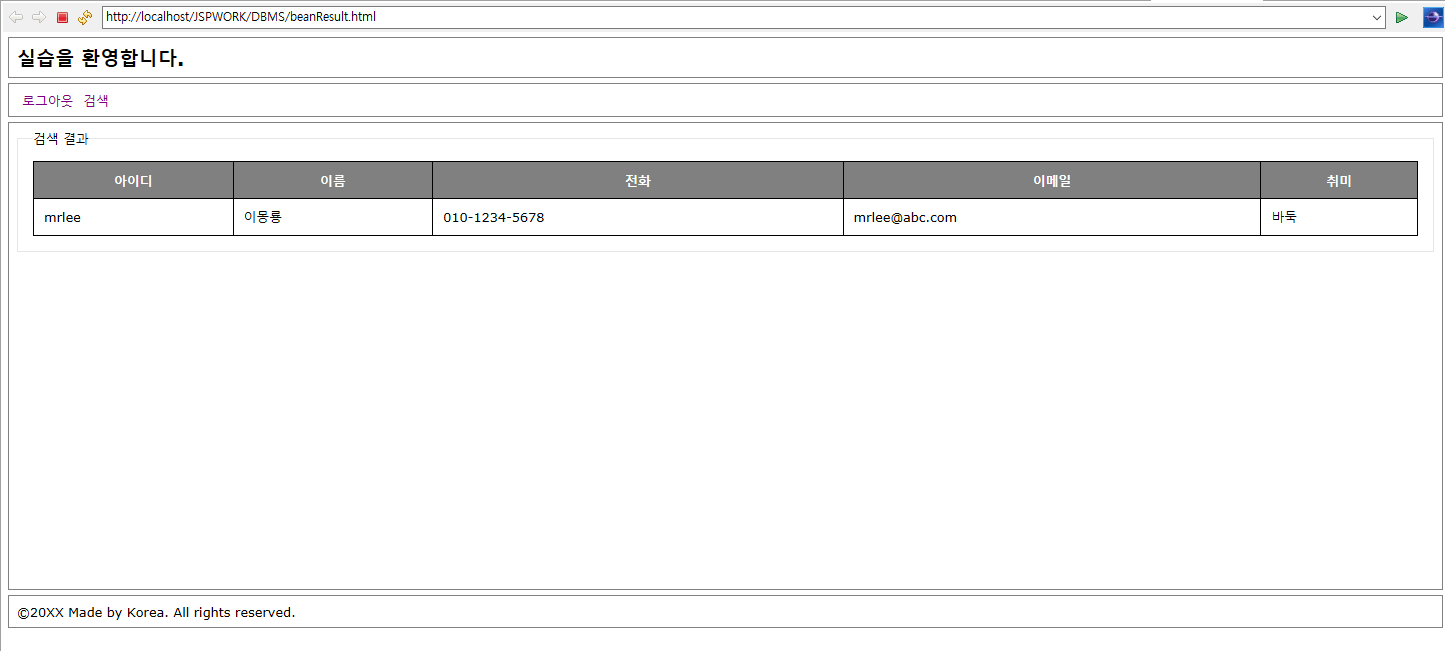 http://localhost/JSPWORK/DBMS/beanResult.html
실습을 환영합니다.
로그아웃 검색
검색 결과
아이디 이름 전화 이메일 취미
mrlee 이몽룡 010-1234-5678 mrlee@abc.com 바둑
©20XX Made by Korea. All rights reserved.